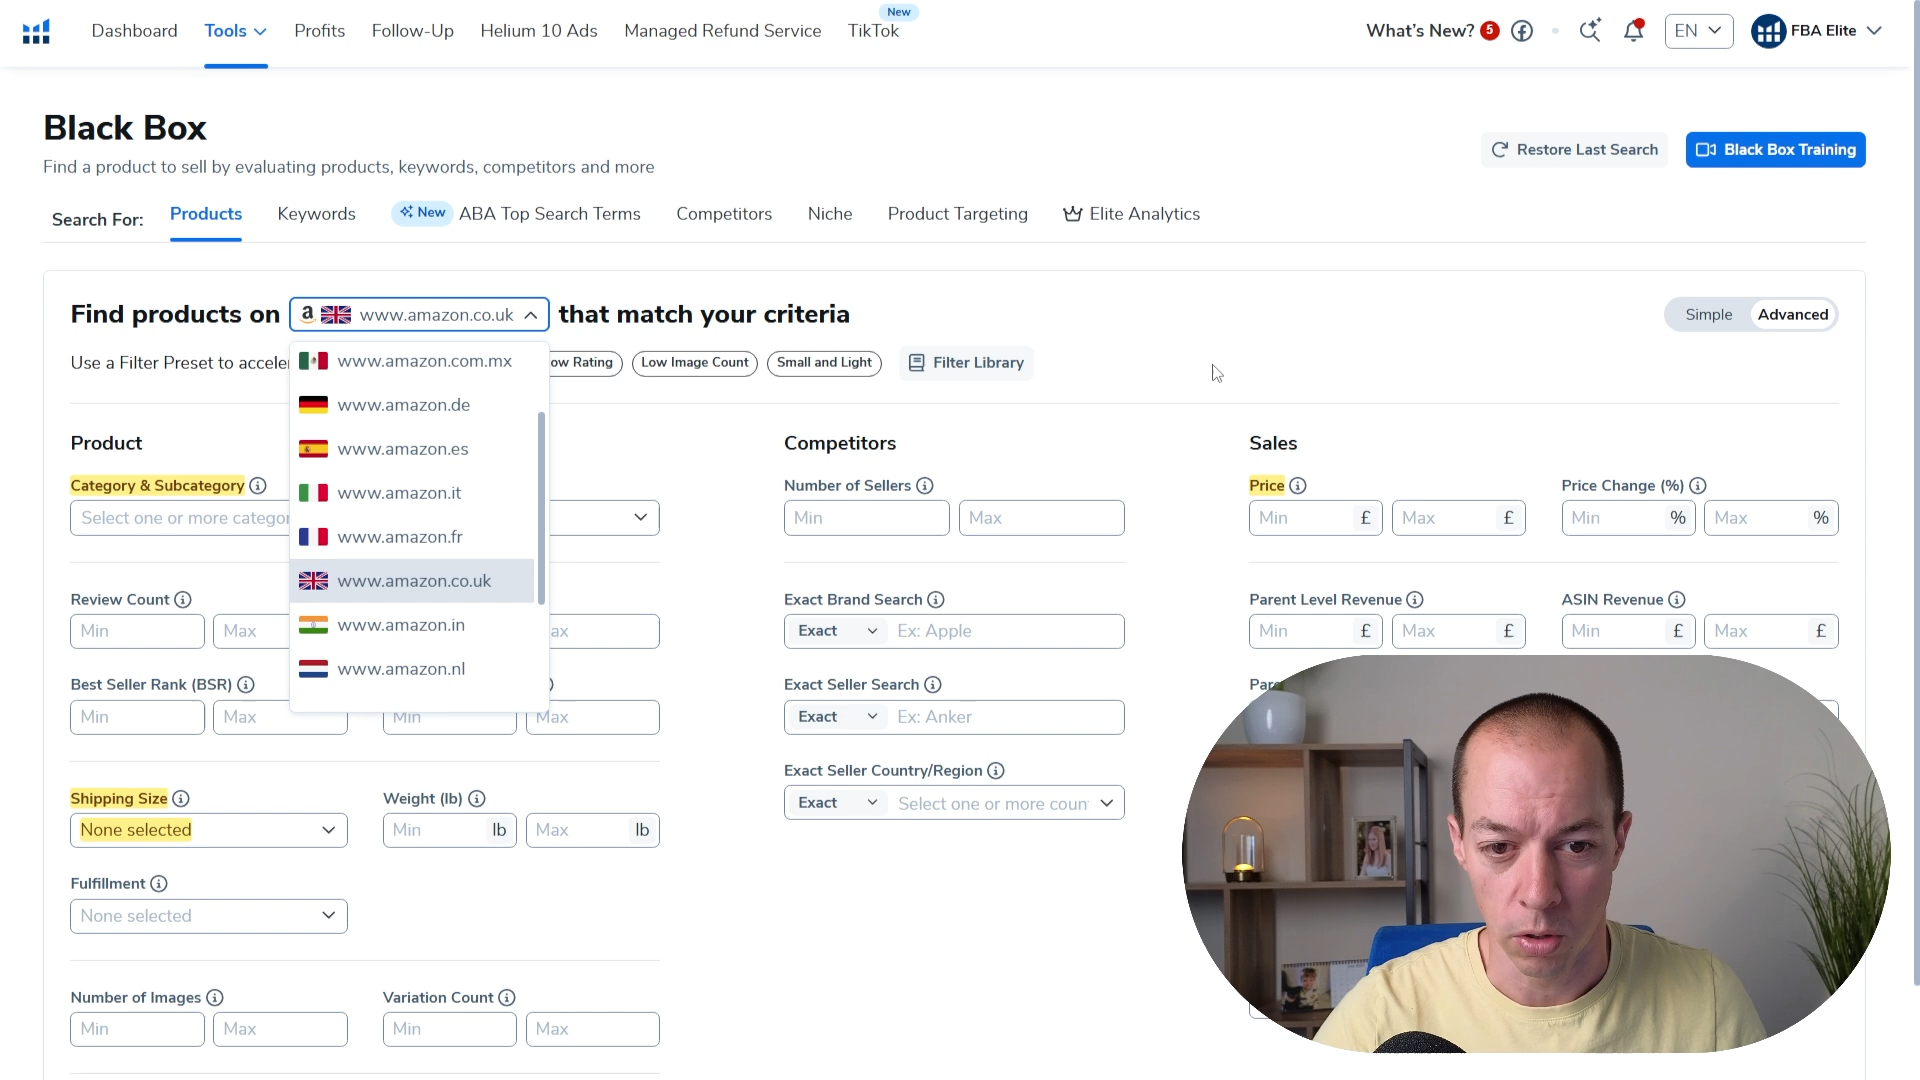 Dashboard Tools Profits Follow-Up Helium 10 Ads Managed Refund Service TikTok New What's New? 5 EN FBA Elite
Black Box
Find a product to sell by evaluating products, keywords, competitors and more
Restore Last Search Black Box Training
Search For: Products Keywords New ABA Top Search Terms Competitors Niche Product Targeting Elite Analytics
Find products on a www.amazon.co.uk that match your criteria
Simple Advanced
Use a Filter Preset to acceler ow Rating Low Image Count Small and Light Filter Library
www.amazon.com.mx
www.amazon.de
www.amazon.es
www.amazon.it
www.amazon.fr
www.amazon.co.uk
www.amazon.in
www.amazon.nl
Product
Category & Subcategory
Select one or more categor
Review Count
Min Max ax
Best Seller Rank (BSR)
Min Max Min Max
Shipping Size Weight (lb)
None selected Min lb Max lb
Fulfillment
None selected
Number of Images Variation Count
Min Max Min Max
Competitors
Number of Sellers
Min Max
Exact Brand Search
Exact Ex: Apple
Exact Seller Search
Exact Ex: Anker
Exact Seller Country/Region
Exact Select one or more coun
Sales
Price Price Change (%)
Min £ Max £ Min % Max %
Parent Level Revenue ASIN Revenue
Min £ Max £ Min £ Max £